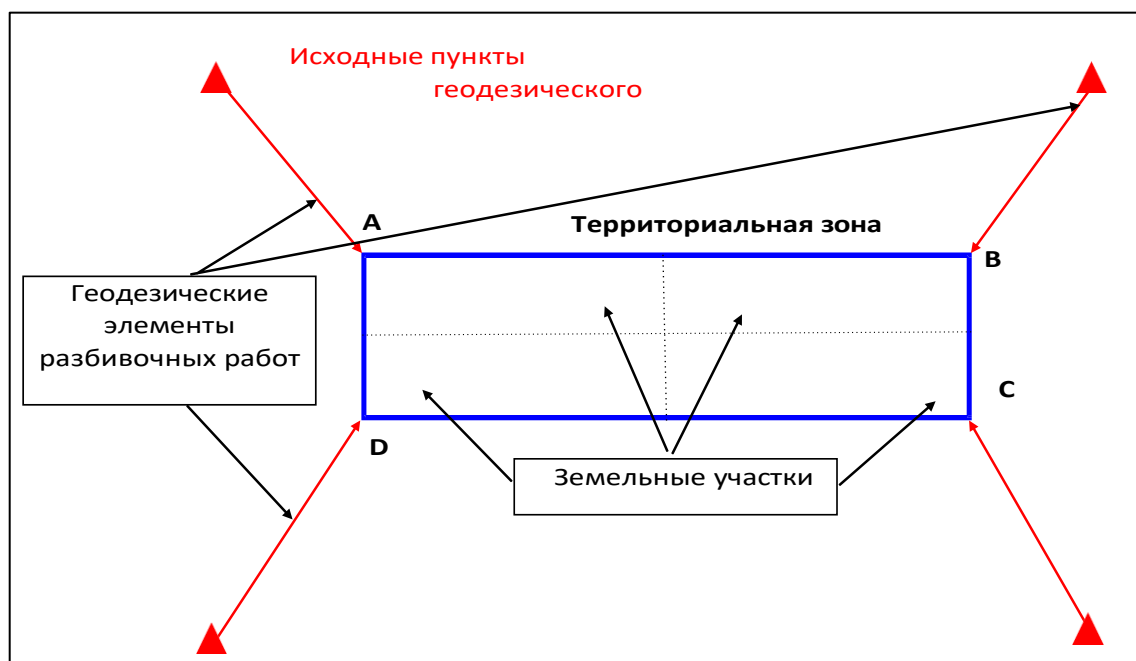 Исходные пункты
геодезического
A
Территориальная зона
B
Геодезические
элементы
разбивочных работ
C
D
Земельные участки